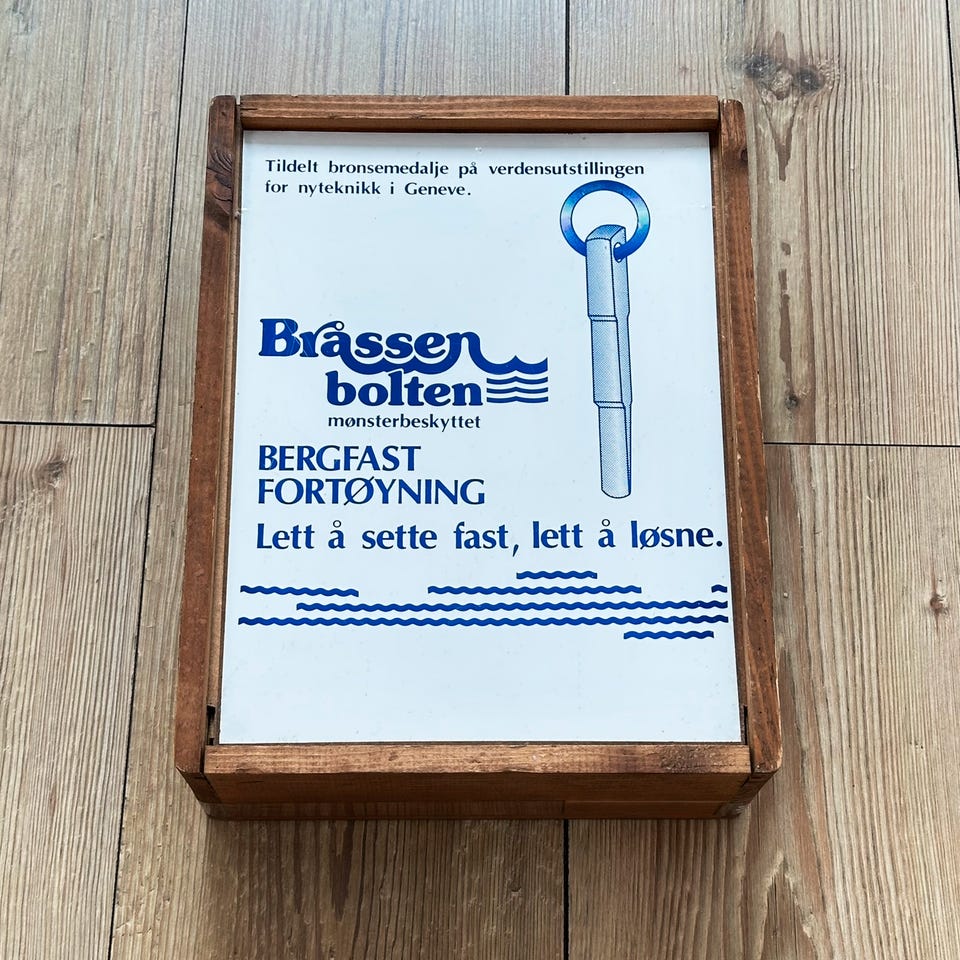 Tildelt bronsemedalje på verdensutstillingen
for nyteknikk i Geneve.
Bråssen
bolten
mønsterbeskyttet
BERGFAST
FORTØYNING
Lett å sette fast, lett å løsne.